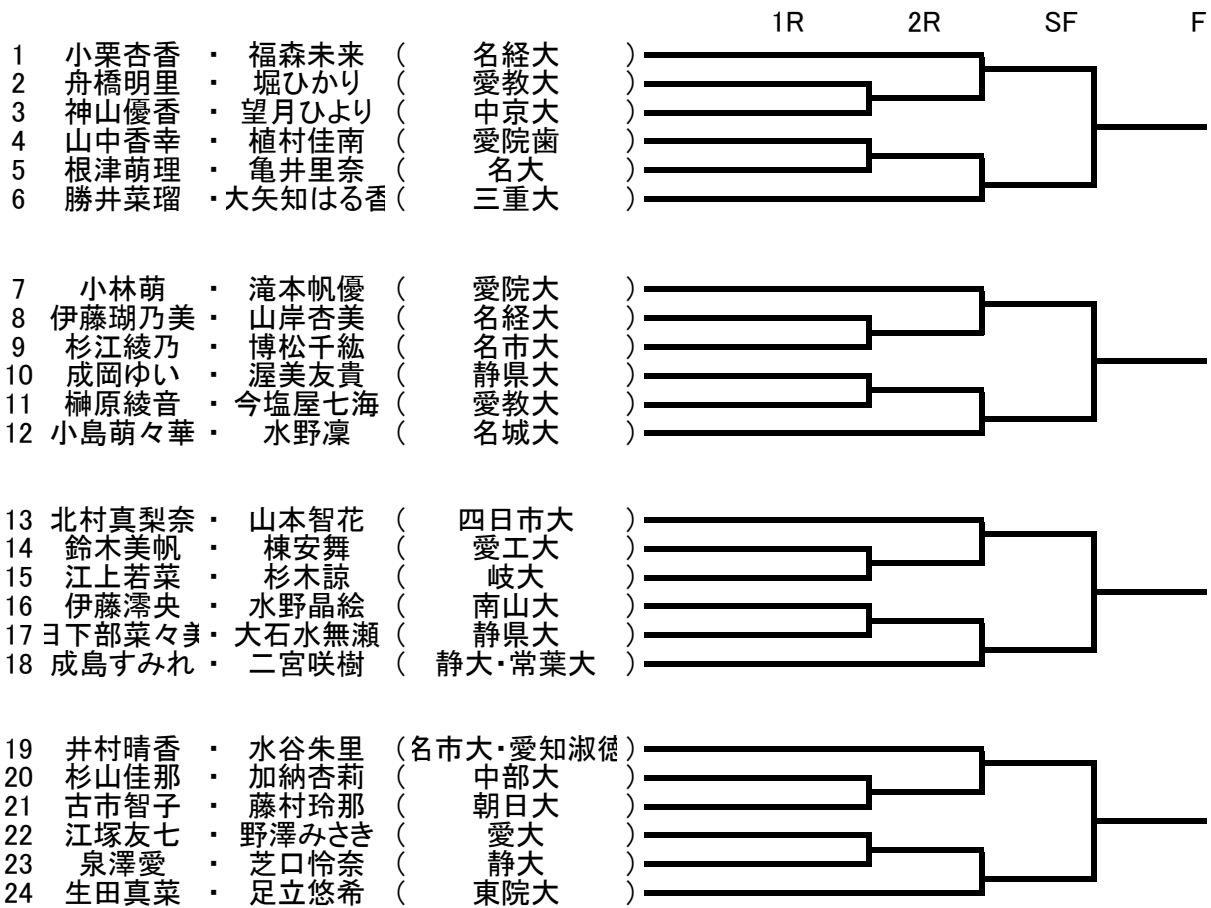 1R 2R SF F
1 小栗杏香 ・ 福森未来 ( 名経大 )
2 舟橋明里 ・ 堀ひかり ( 愛教大 )
3 神山優香 ・ 望月ひより ( 中京大 )
4 山中香幸 ・ 植村佳南 ( 愛院歯 )
5 根津萌理 ・ 亀井里奈 ( 名大 )
6 勝井菜瑠 ・ 大矢知はる香 ( 三重大 )
7 小林萌 ・ 滝本帆優 ( 愛院大 )
8 伊藤瑚乃美 ・ 山岸杏美 ( 名経大 )
9 杉江綾乃 ・ 博松千紘 ( 名市大 )
10 成岡ゆい ・ 渥美友貴 ( 静県大 )
11 榊原綾音 ・ 今塩屋七海 ( 愛教大 )
12 小島萌々華 ・ 水野凜 ( 名城大 )
13 北村真梨奈 ・ 山本智花 ( 四日市大 )
14 鈴木美帆 ・ 棟安舞 ( 愛工大 )
15 江上若菜 ・ 杉木諒 ( 岐大 )
16 伊藤澪央 ・ 水野晶絵 ( 南山大 )
17 日下部菜々美 ・ 大石水無瀬 ( 静県大 )
18 成島すみれ ・ 二宮咲樹 ( 静大・常葉大 )
19 井村晴香 ・ 水谷朱里 ( 名市大・愛知淑徳 )
20 杉山佳那 ・ 加納杏莉 ( 中部大 )
21 古市智子 ・ 藤村玲那 ( 朝日大 )
22 江塚友七 ・ 野澤みさき ( 愛大 )
23 泉澤愛 ・ 芝口怜奈 ( 静大 )
24 生田真菜 ・ 足立悠希 ( 東院大 )